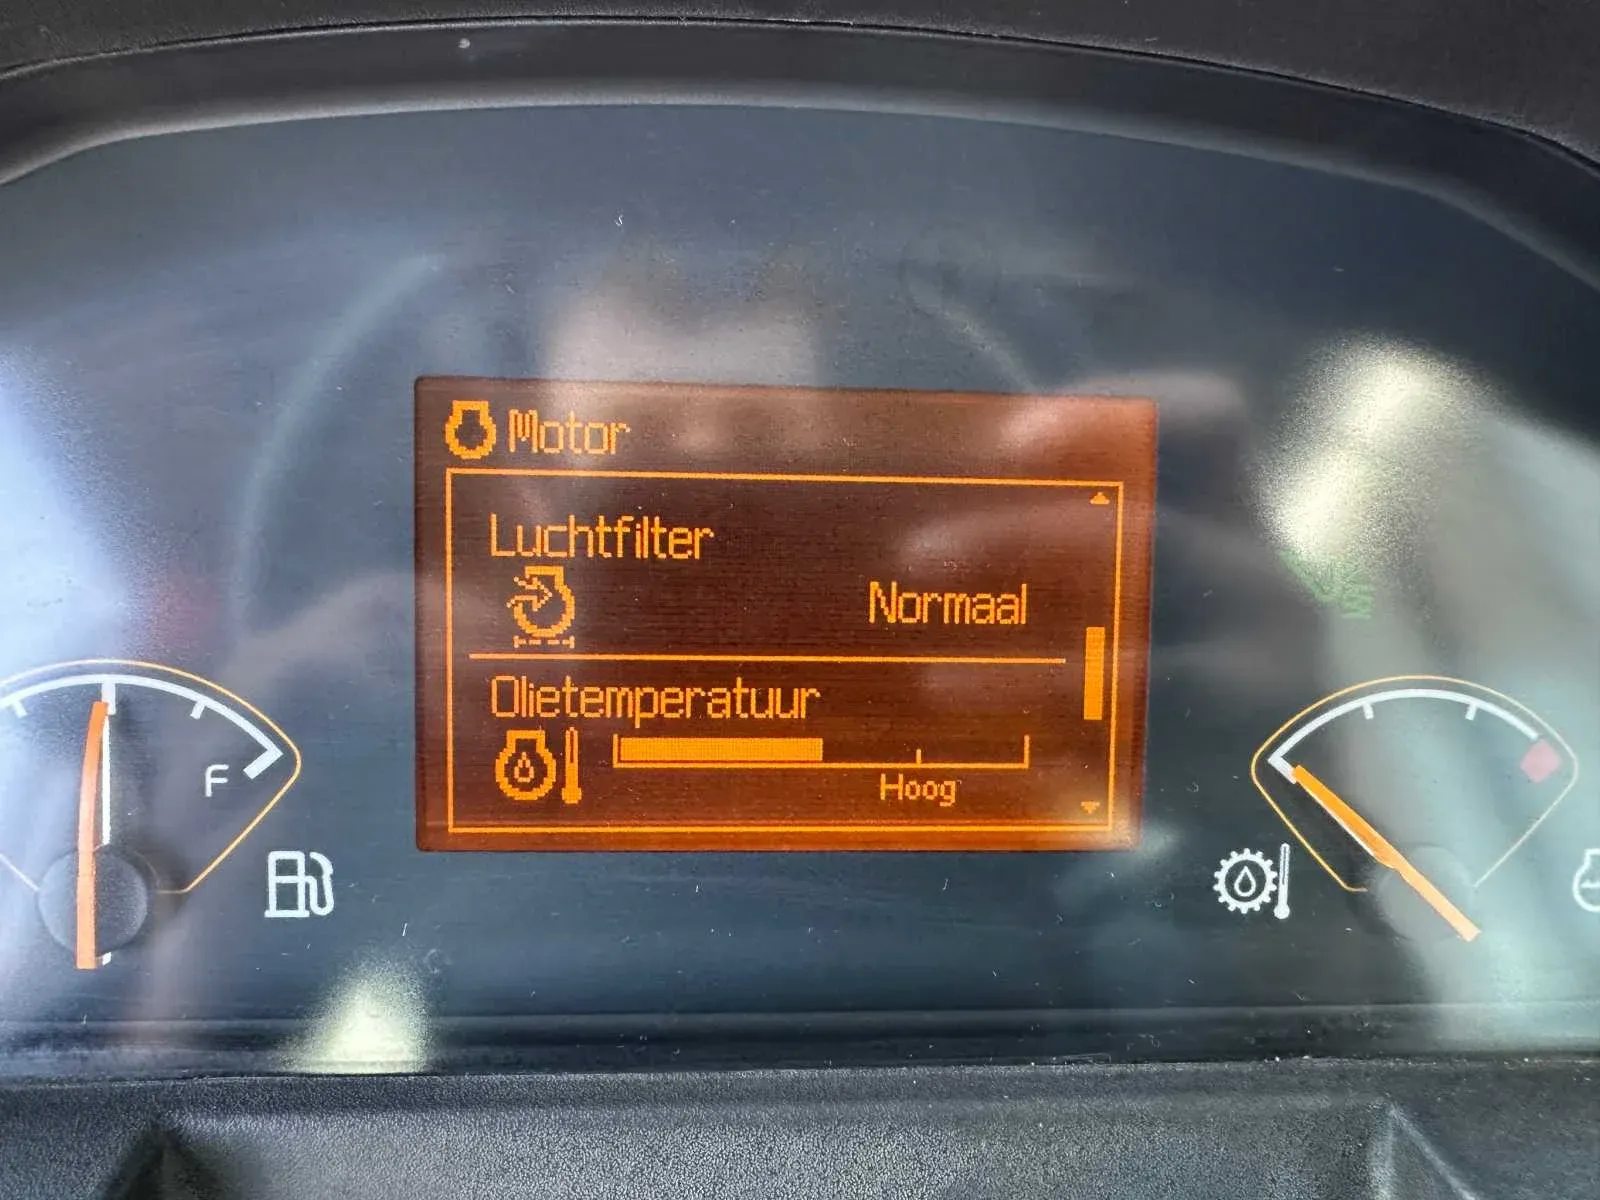 Motor
Luchtfilter
Normaal
Olietemperatuur
Hoog
F